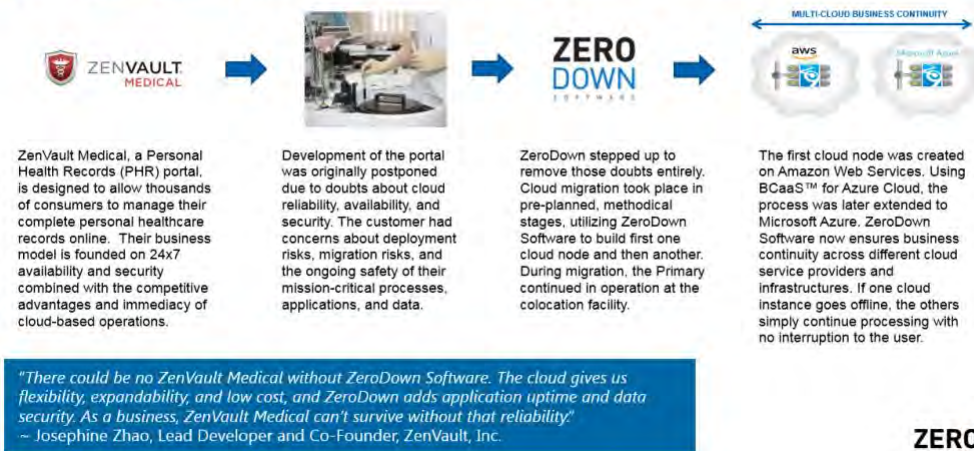 MULTI-CLOUD BUSINESS CONTINUITY
ZENVAULT
MEDICAL
ZERO
DOWN
SOFTWARE
aws
Microsoft Azure
ZenVault Medical, a Personal
Health Records (PHR) portal,
is designed to allow thousands
of consumers to manage their
complete personal healthcare
records online. Their business
model is founded on 24x7
availability and security
combined with the competitive
advantages and immediacy of
cloud-based operations.
Development of the portal
was originally postponed
due to doubts about cloud
reliability, availability, and
security. The customer had
concerns about deployment
risks, migration risks, and
the ongoing safety of their
mission-critical processes,
applications, and data.
ZeroDown stepped up to
remove those doubts entirely.
Cloud migration took place in
pre-planned, methodical
stages, utilizing ZeroDown
Software to build first one
cloud node and then another.
During migration, the Primary
continued in operation at the
colocation facility.
The first cloud node was created
on Amazon Web Services. Using
BCaaS™ for Azure Cloud, the
process was later extended to
Microsoft Azure. ZeroDown
Software now ensures business
continuity across different cloud
service providers and
infrastructures. If one cloud
instance goes offline, the others
simply continue processing with
no interruption to the user.
"There could be no ZenVault Medical without ZeroDown Software. The cloud gives us
flexibility, expandability, and low cost, and ZeroDown adds application uptime and data
security. As a business, ZenVault Medical can't survive without that reliability."
~ Josephine Zhao, Lead Developer and Co-Founder, ZenVault, Inc.
ZERO